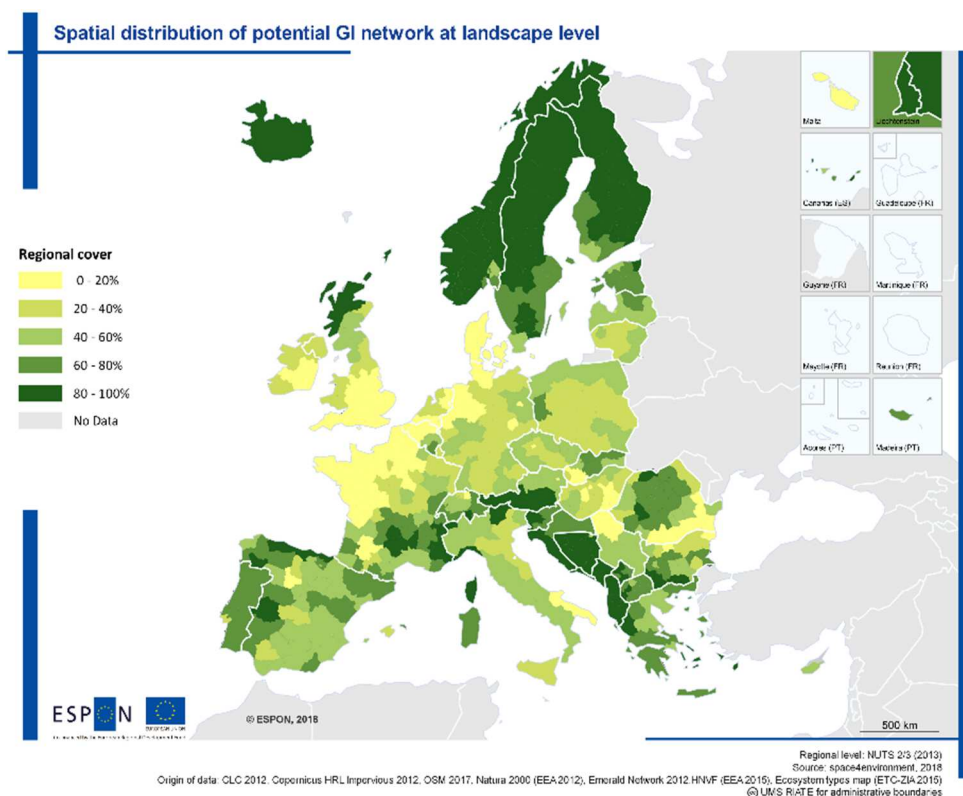 Spatial distribution of potential GI network at landscape level
Malta
Liechtenstein
Canarias (ES)
Guadeloupe (FR)
Regional cover
0 - 20%
20 - 40%
40 - 60%
60 - 80%
80 - 100%
No Data
Guyane (FR)
Martinique (FR)
Mayotte (FR)
Reunion (FR)
Acores (PT)
Madeira (PT)
ESPON
EUROPEAN UNION
© ESPON, 2018
500 km
Regional level: NUTS 2/3 (2013)
Source: space4environment, 2018
Origin of data: CLC 2012, Copernicus HRL Impervious 2012, OSM 2017, Natura 2000 (EEA 2012), Emerald Network 2012 HNVF (EEA 2015), Ecosystem types map (ETC-ZIA 2015)
© UMS RIATE for administrative boundaries